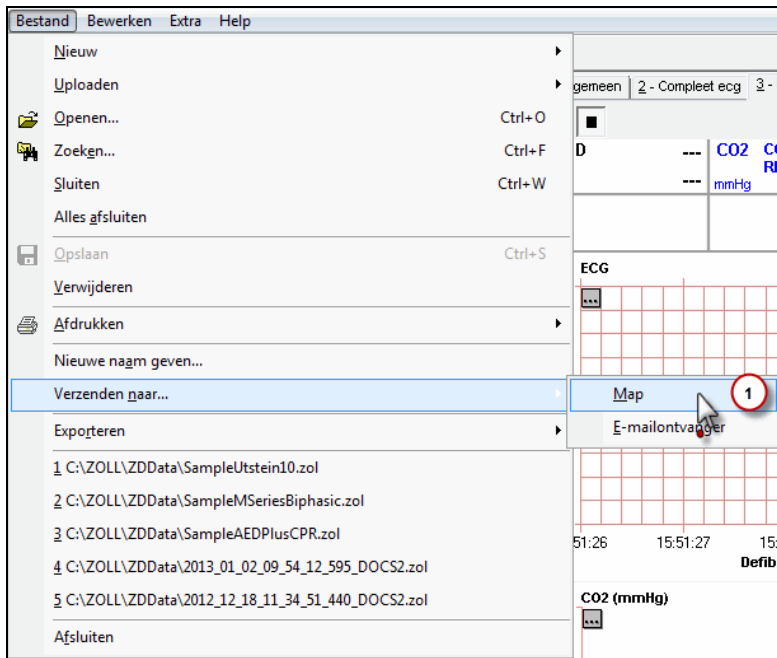 Bestand Bewerken Extra Help
Nieuw
Uploaden
Openen... Ctrl+O
Zoeken... Ctrl+F
Sluiten Ctrl+W
Alles afsluiten
Opslaan Ctrl+S
Verwijderen
Afdrukken
Nieuwe naam geven...
Verzenden naar...
Exporteren
1 C:\ZOLL\ZDData\SampleUtstein10.zol
2 C:\ZOLL\ZDData\SampleMSeriesBiphasic.zol
3 C:\ZOLL\ZDData\SampleAEDPlusCPR.zol
4 C:\ZOLL\ZDData\2013_01_02_09_54_12_595_DOCS2.zol
5 C:\ZOLL\ZDData\2012_12_18_11_34_51_440_DOCS2.zol
Afsluiten
Map 1
E-mailontvanger
gemeen 2 - Compleet ecg 3 -
D --- CO2
--- mmHg
ECG
51:26 15:51:27 15:
Defib
CO2 (mmHg)